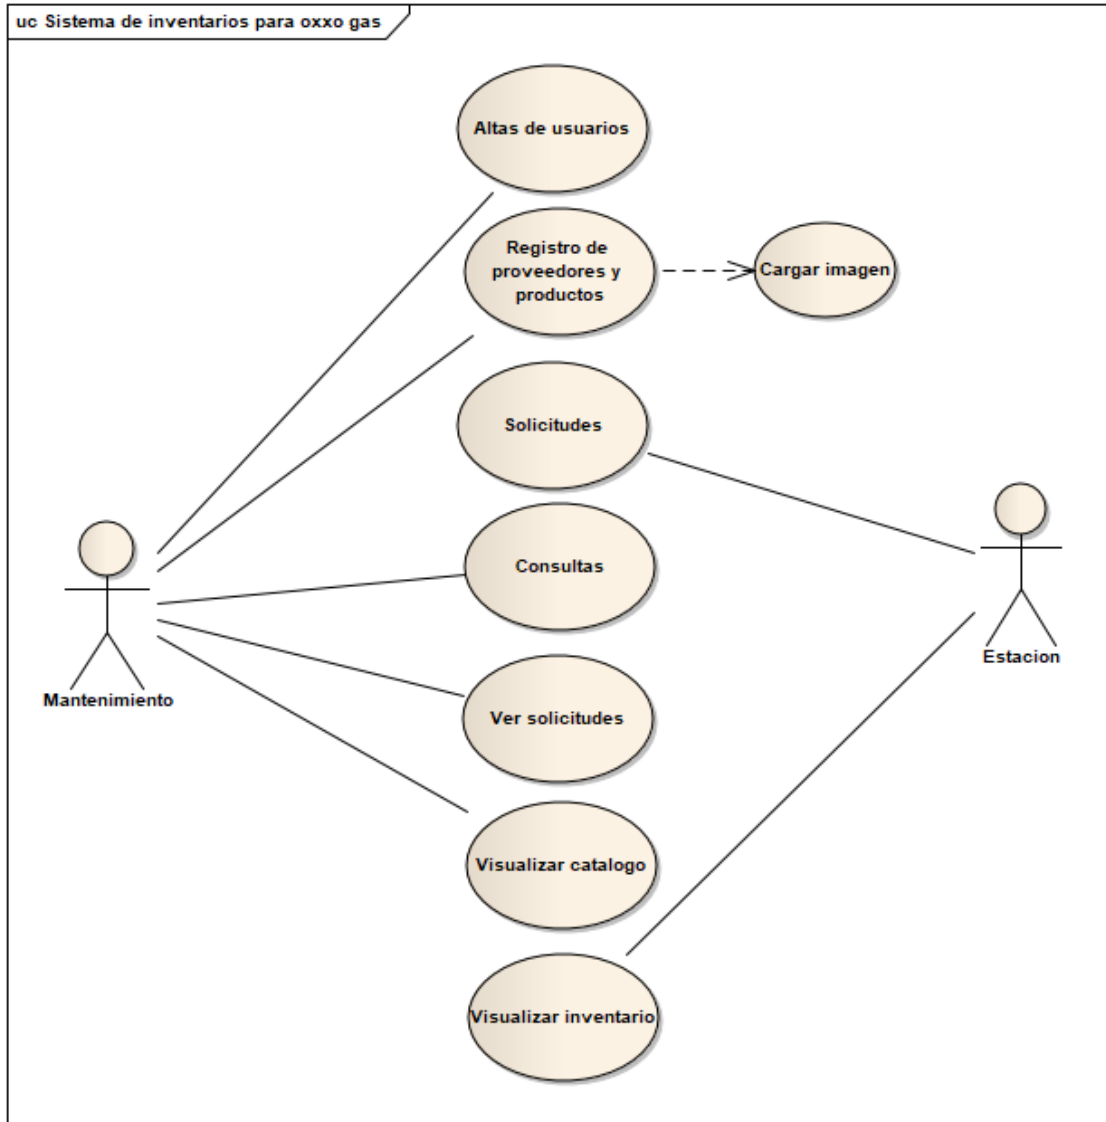 uc Sistema de inventarios para oxxo gas
Altas de usuarios
Registro de
proveedores y
productos
Cargar imagen
Solicitudes
Consultas
Estacion
Mantenimiento
Ver solicitudes
Visualizar catalogo
Visualizar inventario